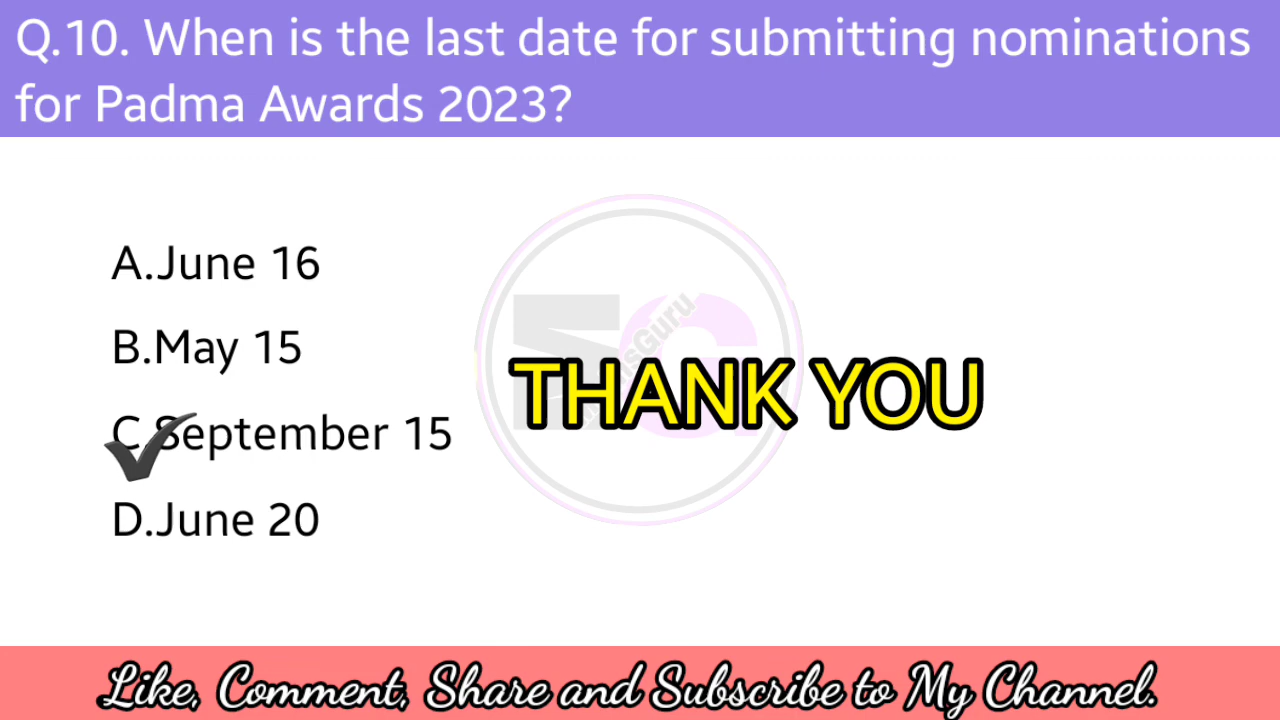 Q.10. When is the last date for submitting nominations
for Padma Awards 2023?
A.June 16
B.May 15
C.September 15
D.June 20
THANK YOU
Like, Comment, Share and Subscribe to My Channel.